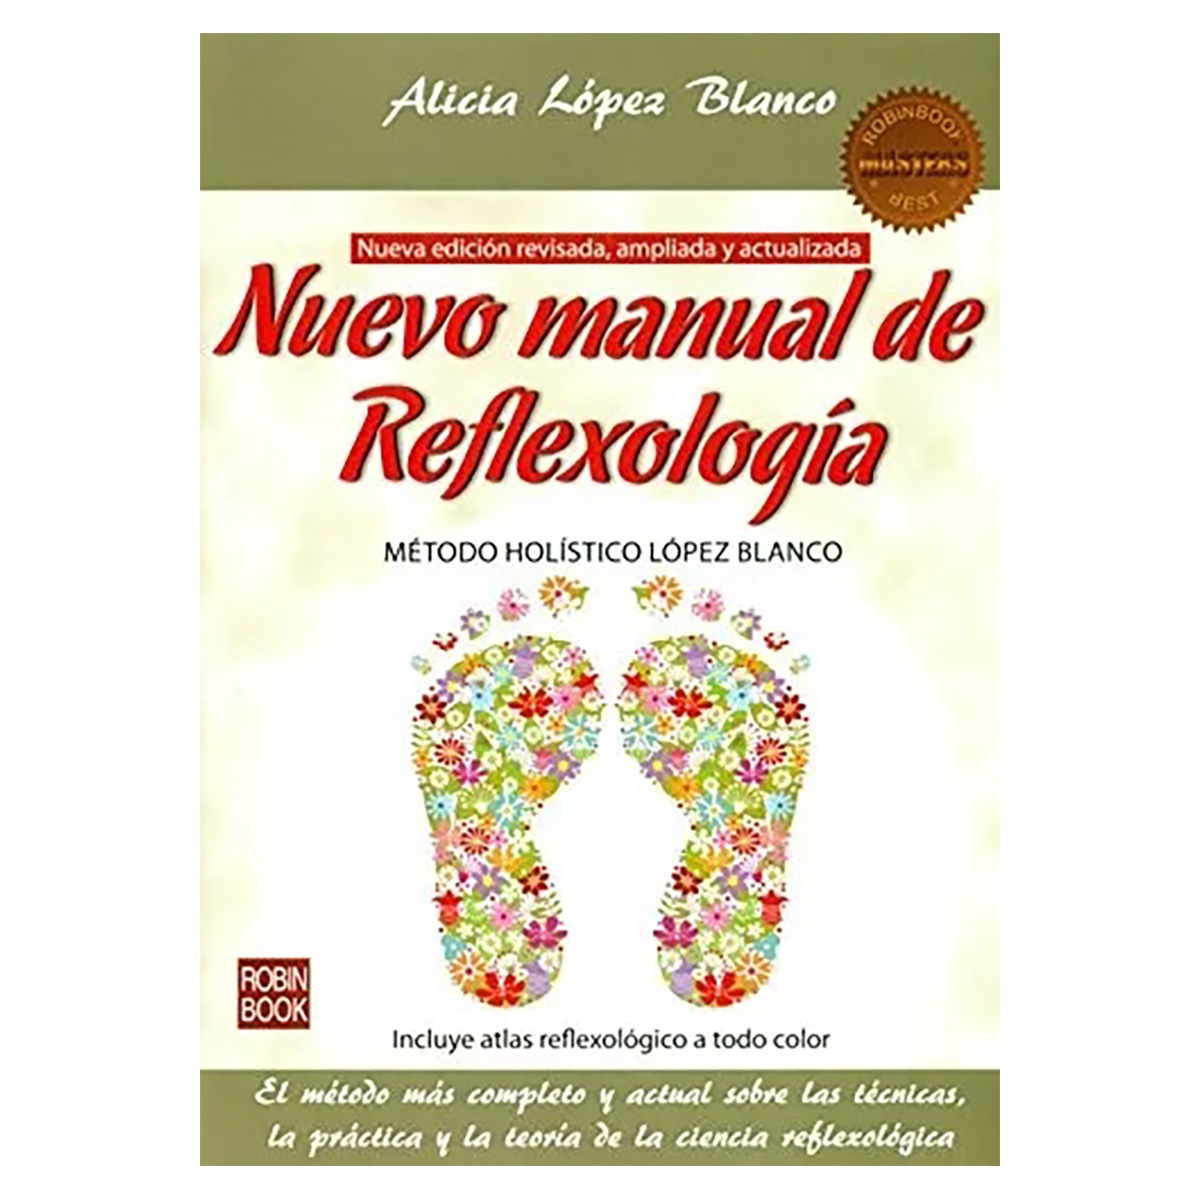 Alicia López Blanco
ROBINBOOK
MASTERS
BEST
Nueva edición revisada, ampliada y actualizada
Nuevo manual de
Reflexología
MÉTODO HOLÍSTICO LÓPEZ BLANCO
ROBIN
BOOK
Incluye atlas reflexológico a todo color
El método más completo y actual sobre las técnicas,
la práctica y la teoría de la ciencia reflexológica